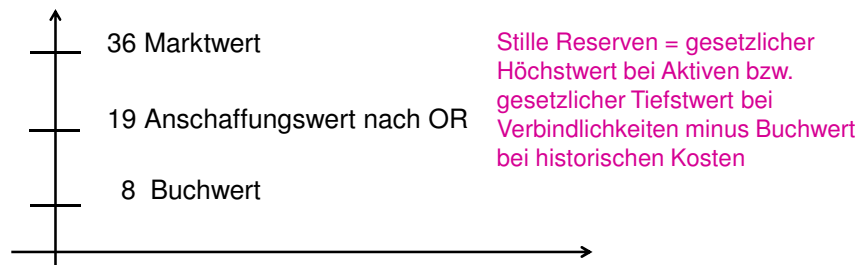 36 Marktwert
19 Anschaffungswert nach OR
8 Buchwert
Stille Reserven = gesetzlicher
Höchstwert bei Aktiven bzw.
gesetzlicher Tiefstwert bei
Verbindlichkeiten minus Buchwert
bei historischen Kosten